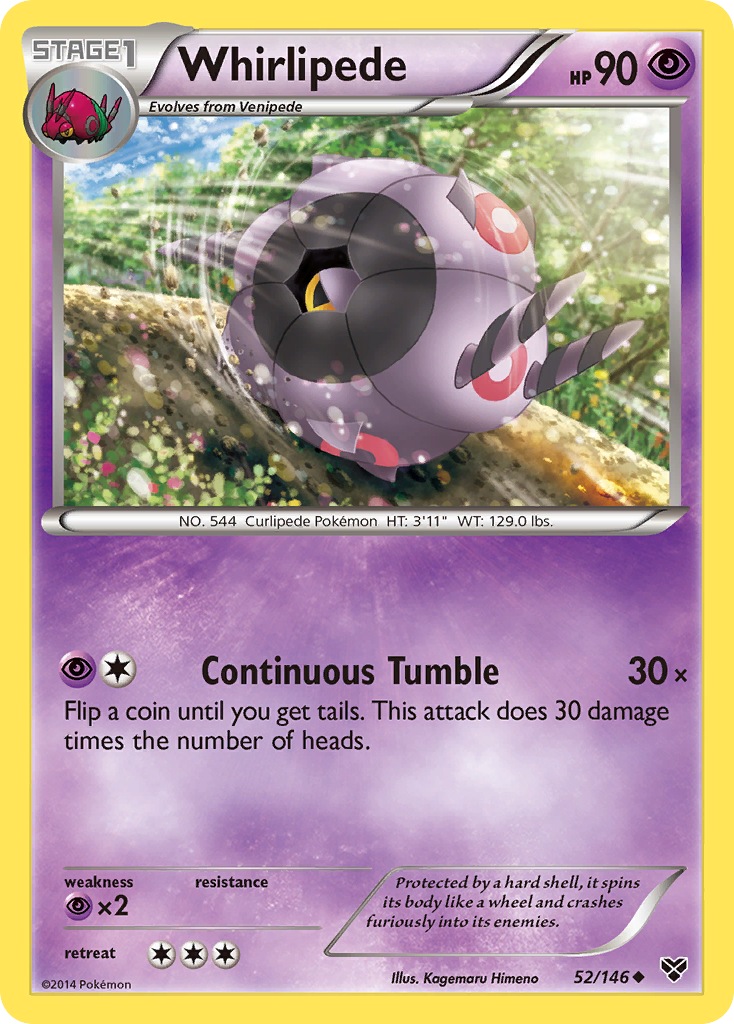 STAGE1
Whirlipede
HP 90
Evolves from Venipede
NO. 544 Curlipede Pokémon HT: 3'11" WT: 129.0 lbs.
Continuous Tumble 30×
Flip a coin until you get tails. This attack does 30 damage
times the number of heads.
weakness resistance
×2
retreat
Protected by a hard shell, it spins
its body like a wheel and crashes
furiously into its enemies.
©2014 Pokémon
Illus. Kagemaru Himeno
52/146